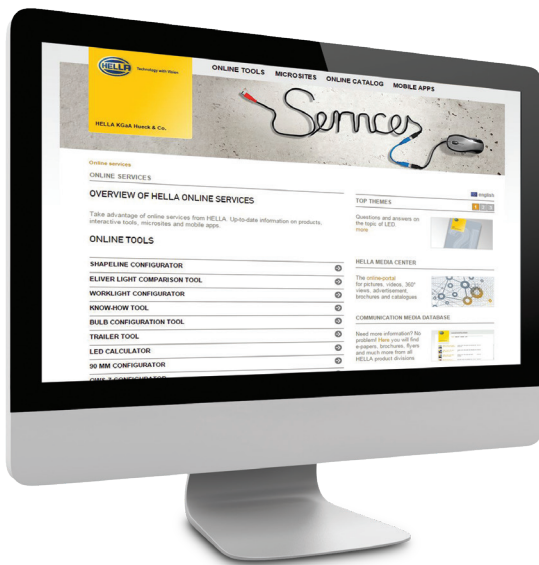 HELLA
Technology with Vision
ONLINE TOOLS MICROSITES ONLINE CATALOG MOBILE APPS
Services
HELLA KGaA Hueck & Co.
Online services
ONLINE SERVICES
OVERVIEW OF HELLA ONLINE SERVICES
Take advantage of online services from HELLA. Up-to-date information on products,
interactive tools, microsites and mobile apps.
ONLINE TOOLS
SHAPELINE CONFIGURATOR
ELIVER LIGHT COMPARISON TOOL
WORKLIGHT CONFIGURATOR
KNOW-HOW TOOL
BULB CONFIGURATION TOOL
TRAILER TOOL
LED CALCULATOR
90 MM CONFIGURATOR
english
TOP THEMES
1 2 3
Questions and answers on
the topic of LED
more
HELLA MEDIA CENTER
The online-portal
for pictures, videos, 360°
views, advertisement,
brochures and catalogues
COMMUNICATION MEDIA DATABASE
Need more information? No
problem! Here you will find
e-papers, brochures, flyers
and much more from all
HELLA product divisions